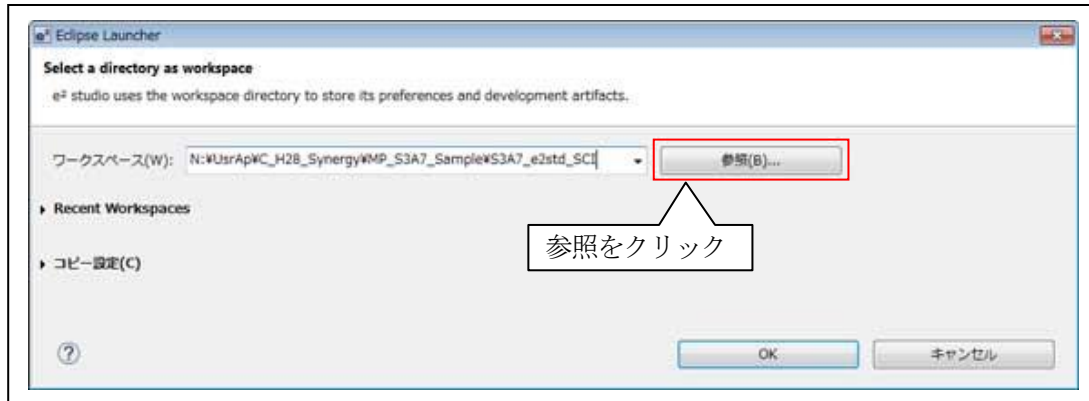 e² Eclipse Launcher
Select a directory as workspace
e² studio uses the workspace directory to store its preferences and development artifacts.
ワークスペース(W): N:¥UsrAp¥C_H28_Synergy¥MP_S3A7_Sample¥S3A7_e2std_SCI 参照(B)...
Recent Workspaces
参照をクリック
コピー設定(C)
? OK キャンセル